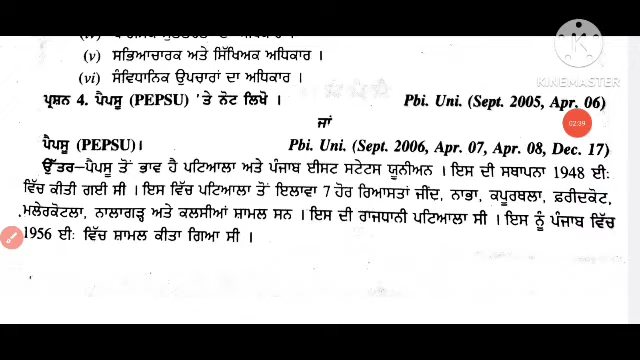 (v) ਸਭਿਆਚਾਰਕ ਅਤੇ ਸਿੱਖਿਅਕ ਅਧਿਕਾਰ ।
(vi) ਸੰਵਿਧਾਨਿਕ ਉਪਚਾਰਾਂ ਦਾ ਅਧਿਕਾਰ ।
KINEMASTER
ਪ੍ਰਸ਼ਨ 4. ਪੈਪਸੂ (PEPSU) 'ਤੇ ਨੋਟ ਲਿਖੋ । Pbi. Uni. (Sept. 2005, Apr. 06)
ਜਾਂ
02:39
ਪੈਪਸੂ (PEPSU)। Pbi. Uni. (Sept. 2006, Apr. 07, Apr. 08, Dec. 17)
ਉੱਤਰ-ਪੈਪਸੂ ਤੋਂ ਭਾਵ ਹੈ ਪਟਿਆਲਾ ਅਤੇ ਪੰਜਾਬ ਈਸਟ ਸਟੇਟਸ ਯੂਨੀਅਨ। ਇਸ ਦੀ ਸਥਾਪਨਾ 1948 ਈ:
ਵਿੱਚ ਕੀਤੀ ਗਈ ਸੀ । ਇਸ ਵਿੱਚ ਪਟਿਆਲਾ ਤੋਂ ਇਲਾਵਾ 7 ਹੋਰ ਰਿਆਸਤਾਂ ਜੀਂਦ, ਨਾਭਾ, ਕਪੂਰਥਲਾ, ਫ਼ਰੀਦਕੋਟ,
ਮਲੇਰਕੋਟਲਾ, ਨਾਲਾਗੜ੍ਹ ਅਤੇ ਕਲਸੀਆਂ ਸ਼ਾਮਲ ਸਨ । ਇਸ ਦੀ ਰਾਜਧਾਨੀ ਪਟਿਆਲਾ ਸੀ । ਇਸ ਨੂੰ ਪੰਜਾਬ ਵਿੱਚ
1956 ਈ: ਵਿੱਚ ਸ਼ਾਮਲ ਕੀਤਾ ਗਿਆ ਸੀ ।